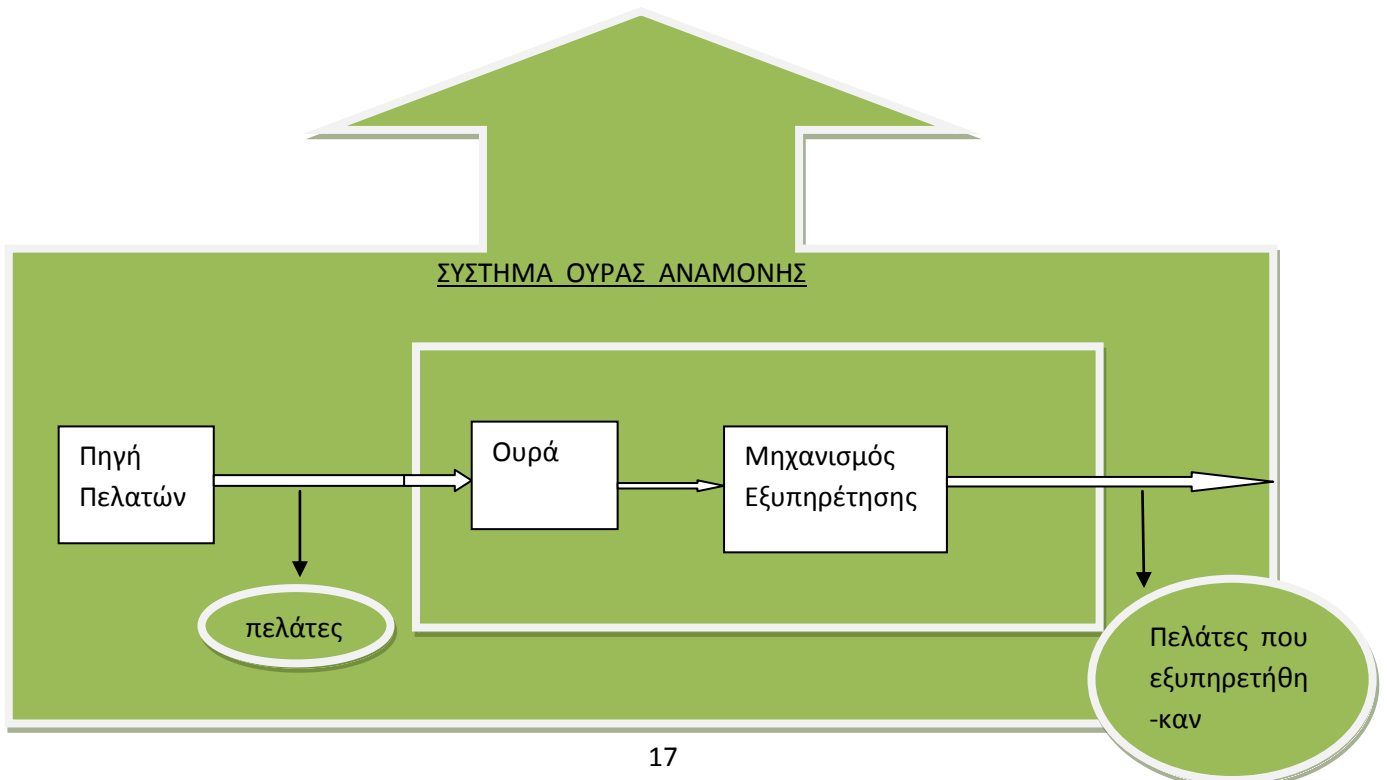 ΣΥΣΤΗΜΑ ΟΥΡΑΣ ΑΝΑΜΟΝΗΣ
Πηγή
Πελατών
Ουρά
Μηχανισμός
Εξυπηρέτησης
πελάτες
Πελάτες που
εξυπηρετήθη
-καν
17